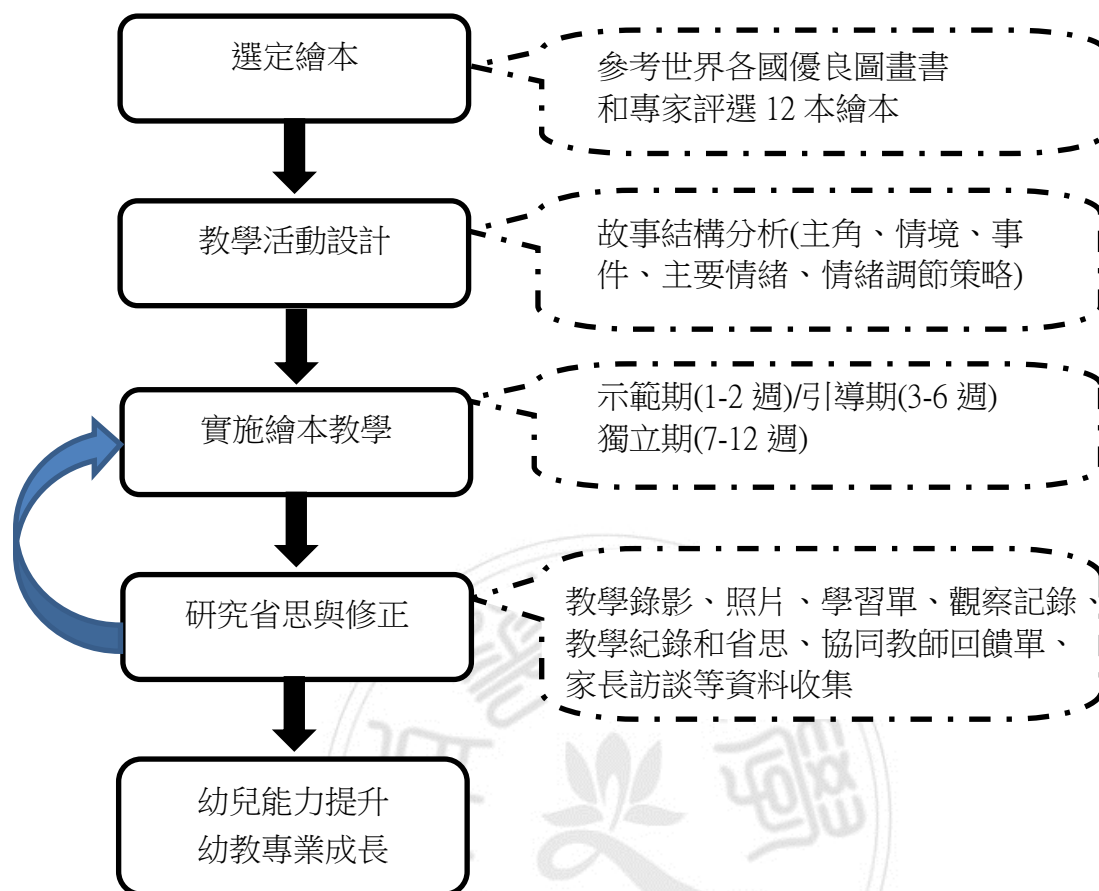 選定繪本
參考世界各國優良圖畫書
和專家評選 12 本繪本
教學活動設計
故事結構分析(主角、情境、事
件、主要情緒、情緒調節策略)
實施繪本教學
示範期(1-2 週)/引導期(3-6 週)
獨立期(7-12 週)
研究省思與修正
教學錄影、照片、學習單、觀察記錄、
教學紀錄和省思、協同教師回饋單、
家長訪談等資料收集
幼兒能力提升
幼教專業成長